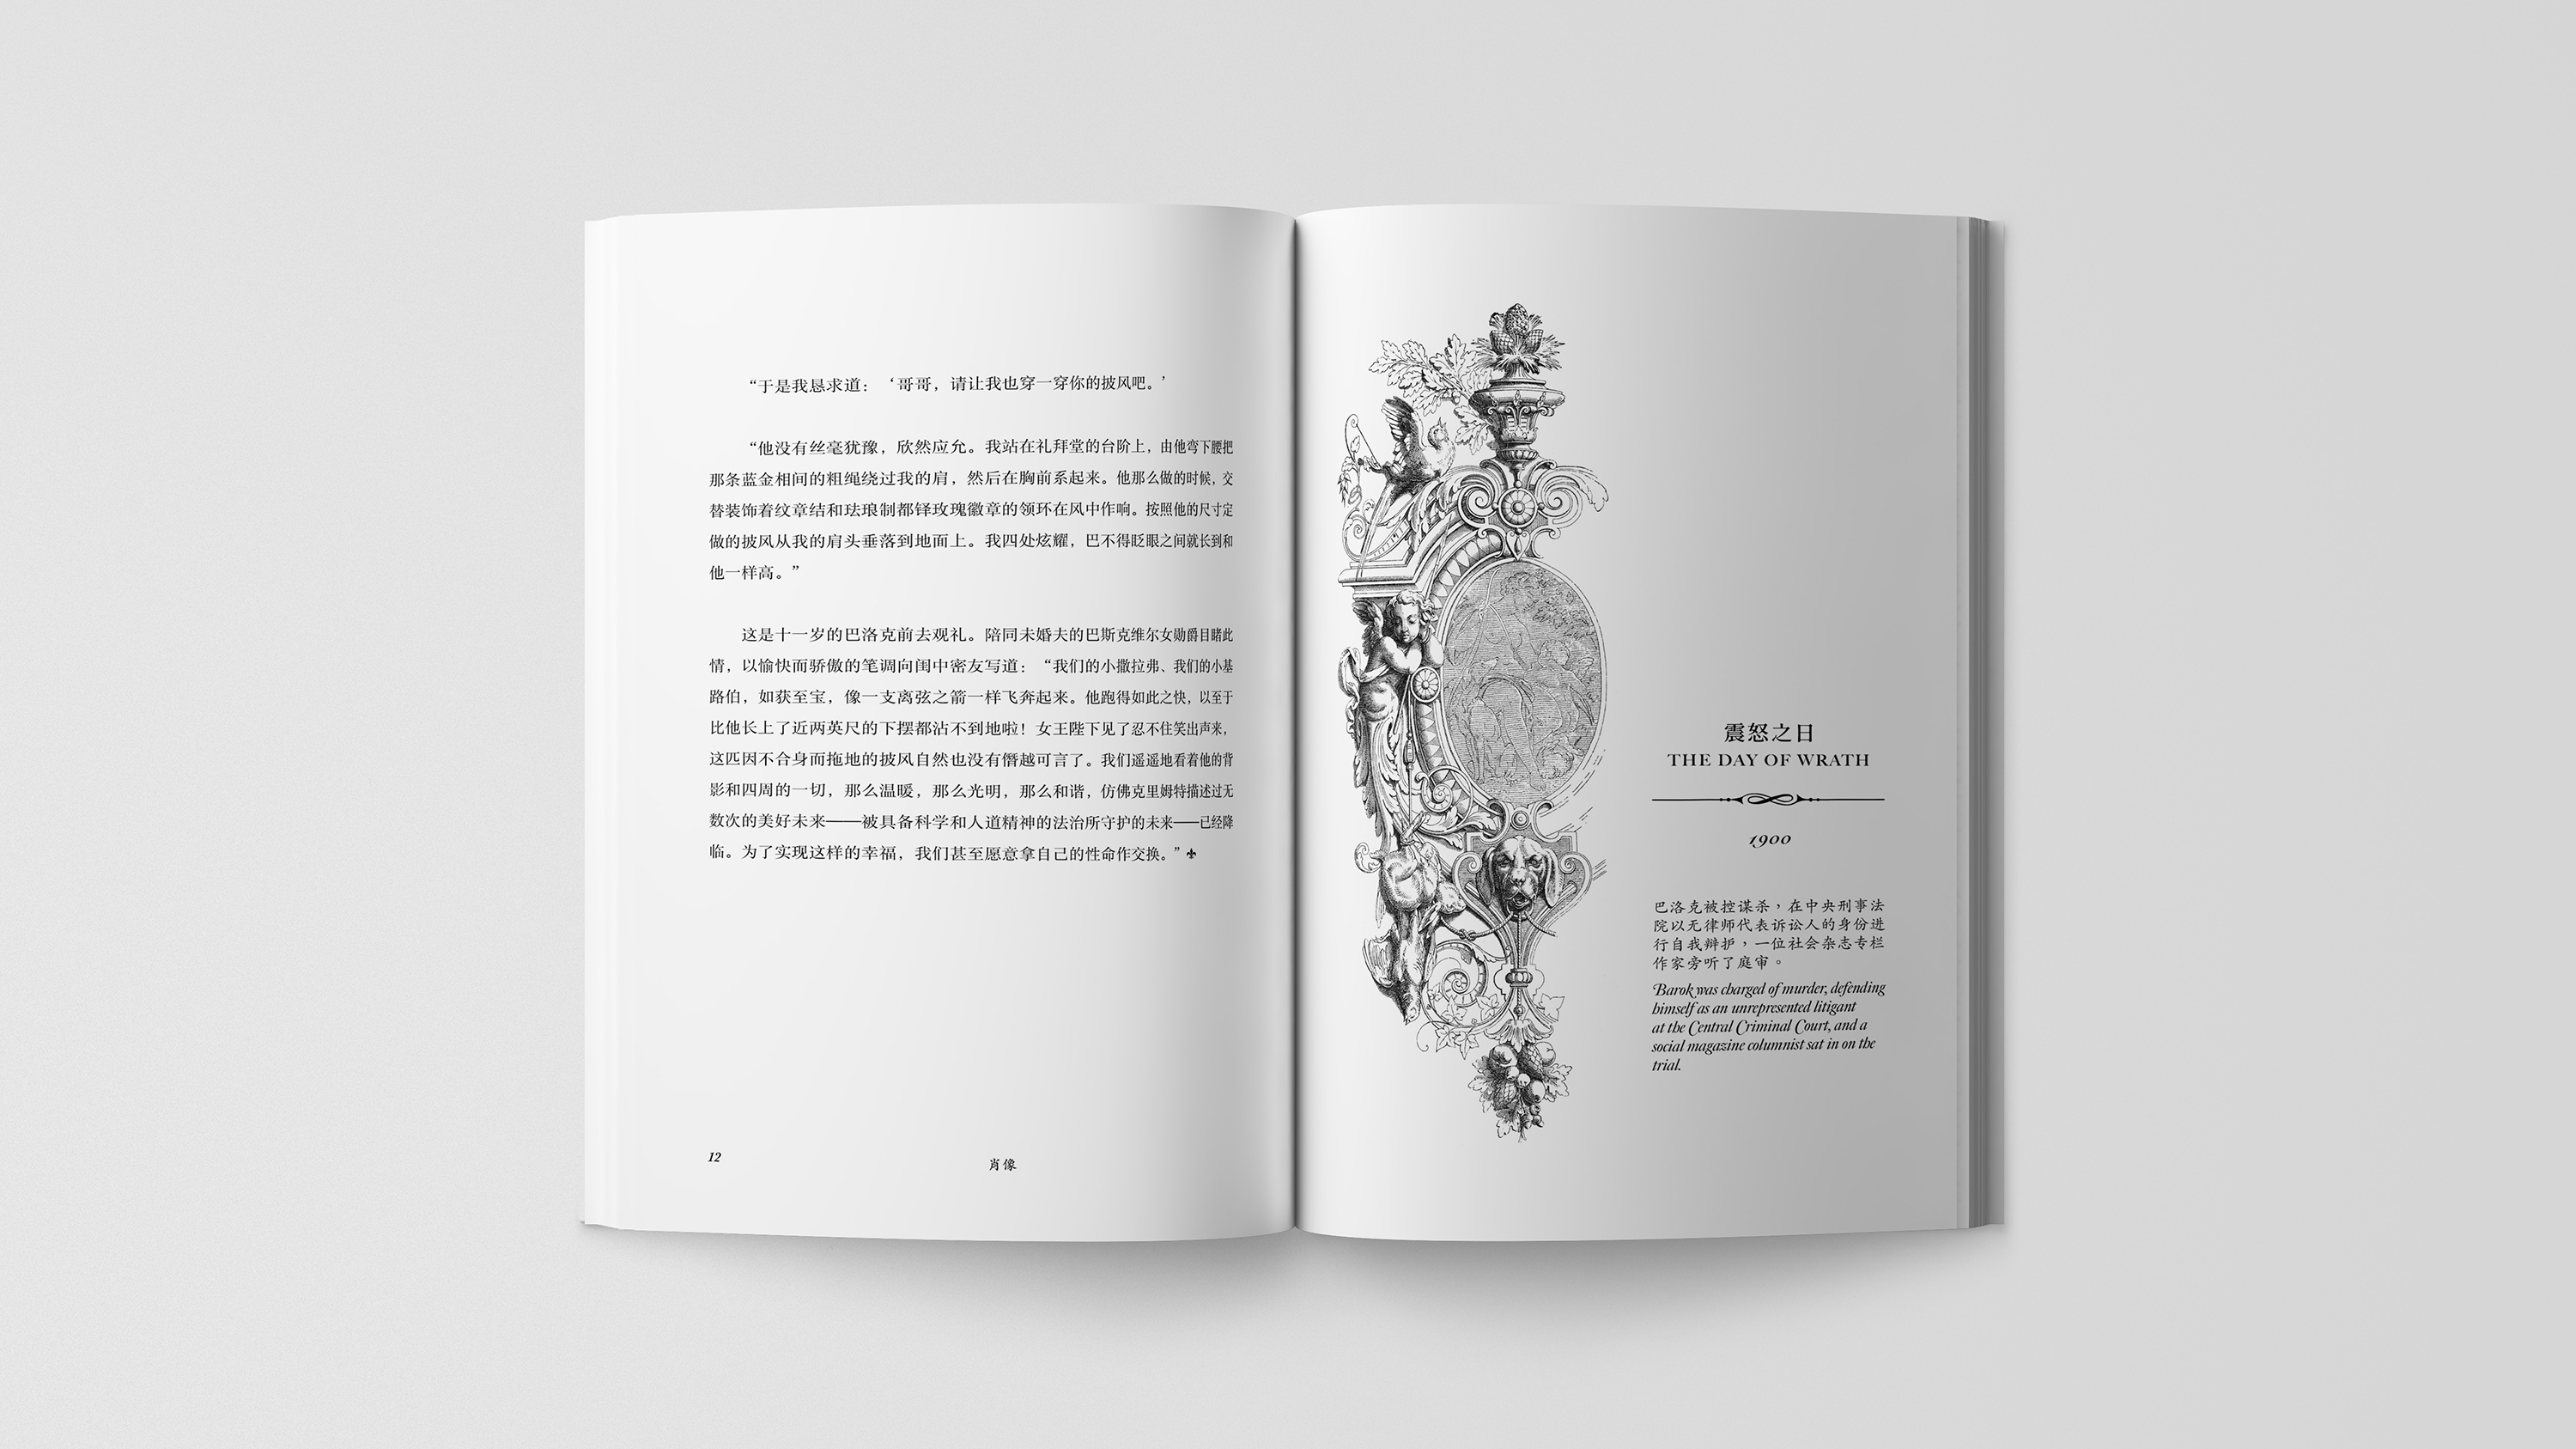 “于是我恳求道：‘哥哥，请让我也穿一穿你的披风吧。’
“他没有丝毫犹豫，欣然应允。我站在礼拜堂的台阶上，由他弯下腰把
那条蓝金相间的粗绳绕过我的肩，然后在胸前系起来。他那么做的时候，交
替装饰着纹章结和珐琅制都铎玫瑰徽章的领环在风中作响。按照他的尺寸定
做的披风从我的肩头垂落到地面上。我四处炫耀，巴不得眨眼之间就长到和
他一样高。”
这是十一岁的巴洛克前去观礼。陪同未婚夫的巴斯克维尔女勋爵目睹此
情，以愉快而骄傲的笔调向闺中密友写道：“我们的小撒拉弗、我们的小基
路伯，如获至宝，像一支离弦之箭一样飞奔起来。他跑得如此之快，以至于
比他长上了近两英尺的下摆都沾不到地啦！女王陛下见了忍不住笑出声来，
这匹因不合身而拖地的披风自然也没有僭越可言了。我们遥遥地看着他的背
影和四周的一切，那么温暖，那么光明，那么和谐，仿佛克里姆特描述过无
数次的美好未来——被具备科学和人道精神的法治所守护的未来——已经降
临。为了实现这样的幸福，我们甚至愿意拿自己的性命作交换。”
12
肖像
震怒之日
THE DAY OF WRATH
1900
巴洛克被控谋杀，在中央刑事法
院以无律师代表诉讼人的身份进
行自我辩护，一位社会杂志专栏
作家旁听了庭审。
Barok was charged of murder, defending
himself as an unrepresented litigant
at the Central Criminal Court, and a
social magazine columnist sat in on the
trial.